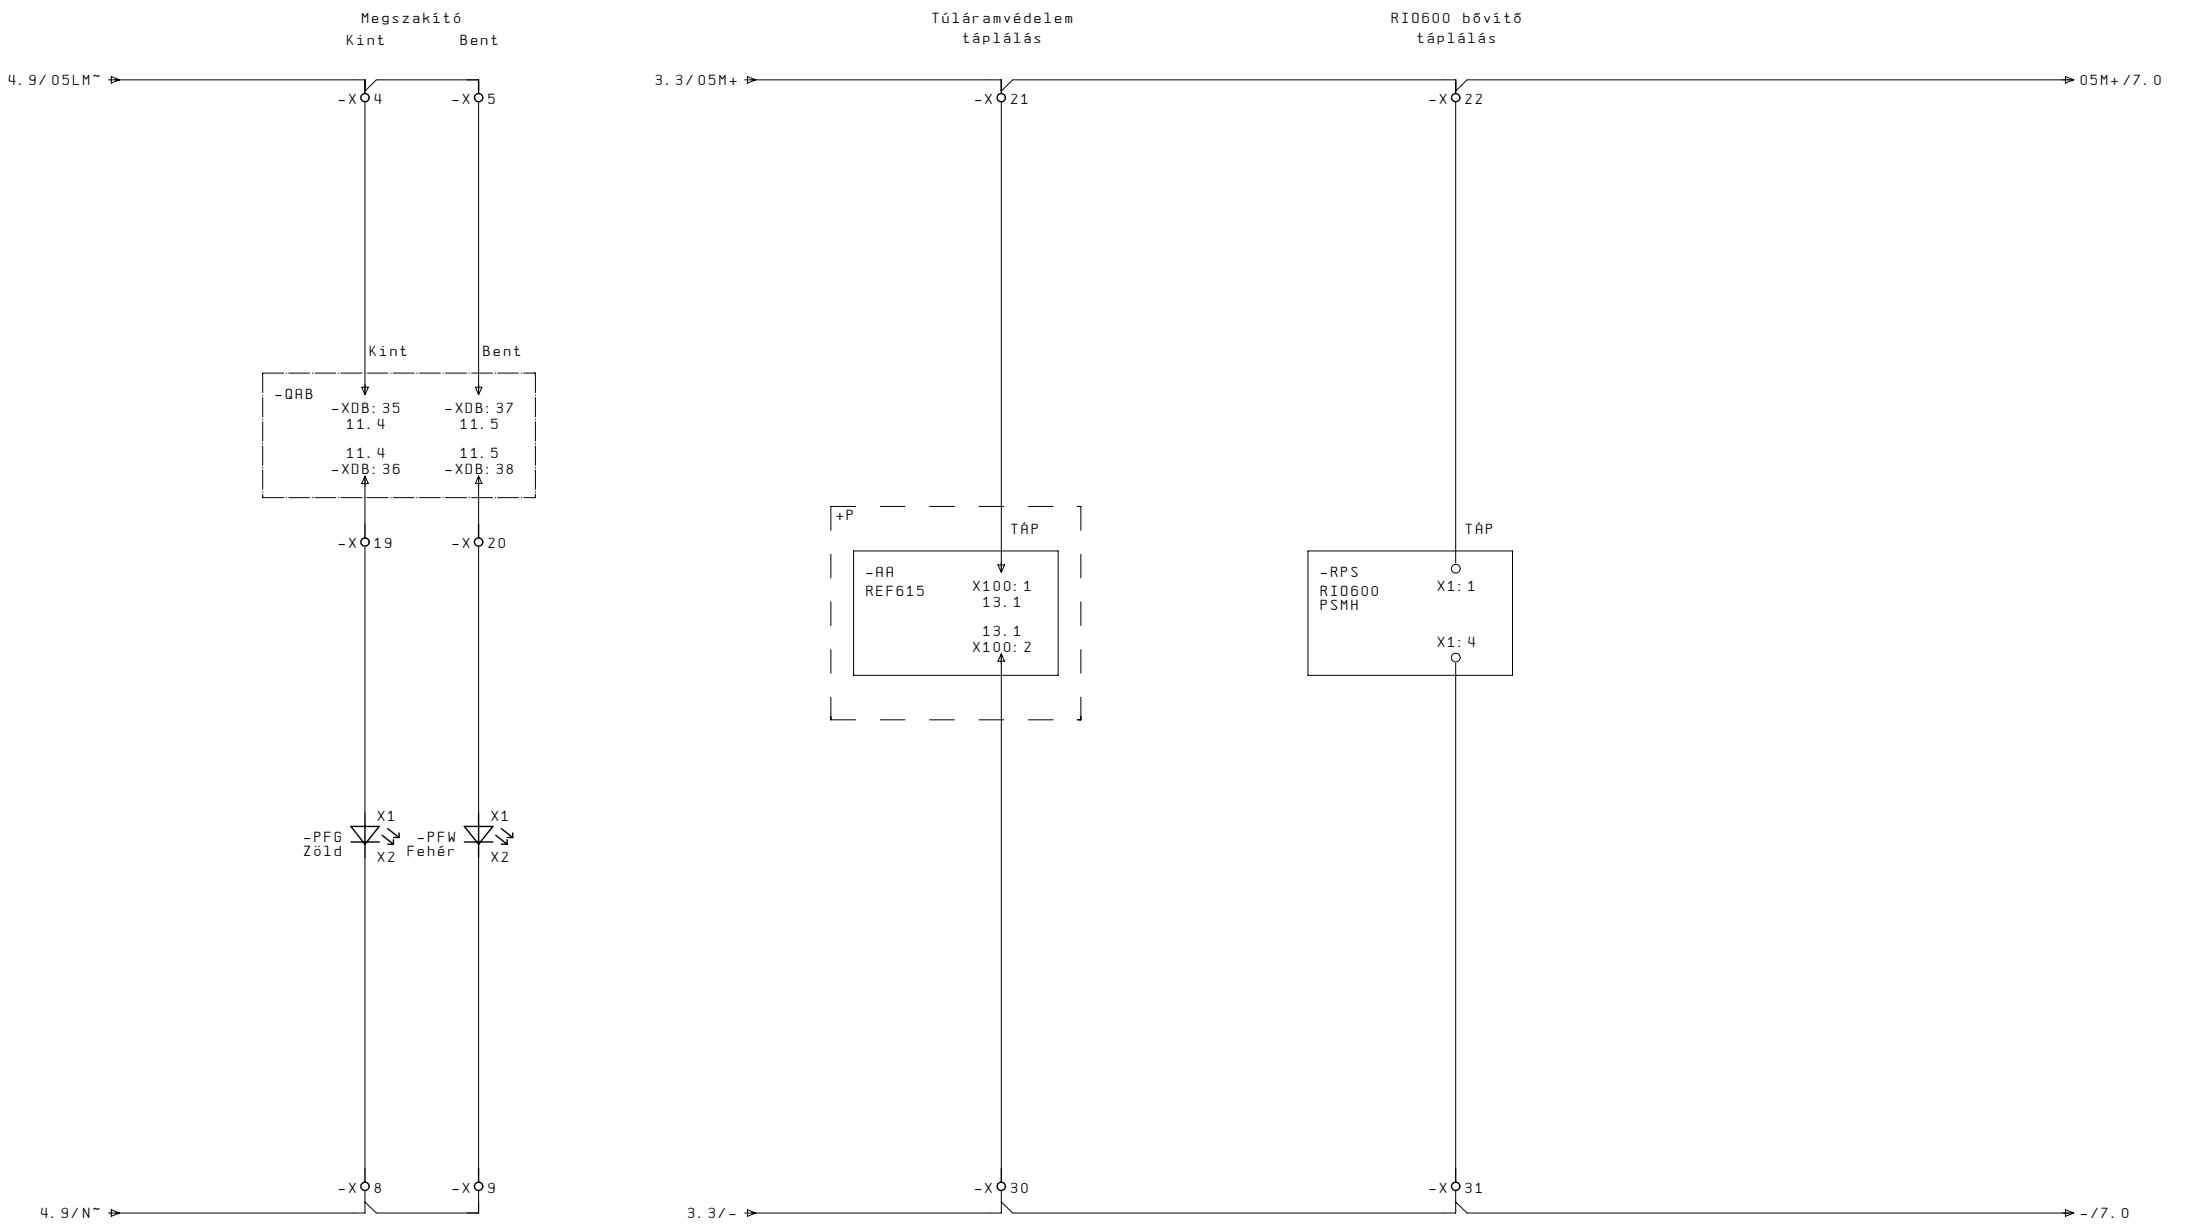 Megszakító
Kint Bent
Túláramvédelem
táplálás
RIO600 bővítő
táplálás
4.9/05LM~
-X 4
-X 5
3.3/05M+
-X 21
-X 22
05M+/7.0
Kint
Bent
-QAB
-XDB:35
11.4
11.4
-XDB:36
-XDB:37
11.5
11.5
-XDB:38
-X 19
-X 20
+P
TÁP
-AA
REF615
X100:1
13.1
13.1
X100:2
TÁP
-RPS
RIO600
PSMH
X1:1
X1:4
-PFG
Zöld
X1
X2
-PFW
Fehér
X1
X2
-X 8
-X 9
-X 30
-X 31
4.9/N~
3.3/-
-/7.0